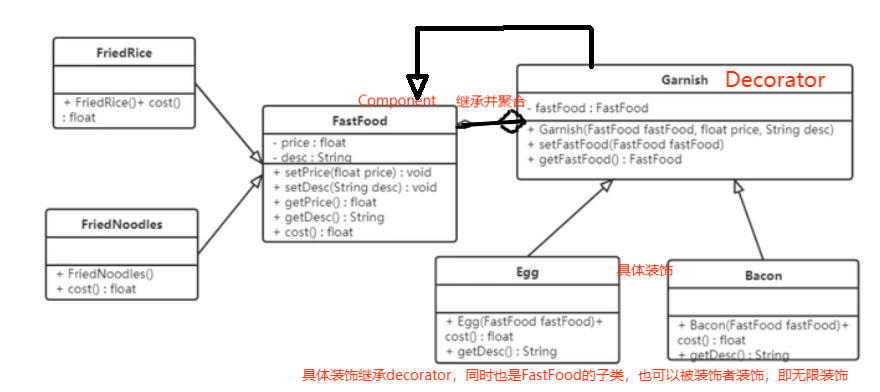 FriedRice
+ FriedRice()+ cost()
: float
FriedNoodles
+ FriedNoodles()
+ cost() : float
Component
继承并聚合
FastFood
- price : float
- desc : String
+ setPrice(float price) : void
+ setDesc(String desc) : void
+ getPrice() : float
+ getDesc() : String
+ cost() : float
Garnish
Decorator
- fastFood : FastFood
+ Garnish(FastFood fastFood, float price, String desc)
+ setFastFood(FastFood fastFood)
+ getFastFood() : FastFood
Egg
+ Egg(FastFood fastFood)+
cost() : float
+ getDesc() : String
具体装饰
Bacon
+ Bacon(FastFood fastFood)+
cost() : float
+ getDesc() : String
具体装饰继承decorator，同时也是FastFood的子类，也可以被装饰者装饰，即无限装饰